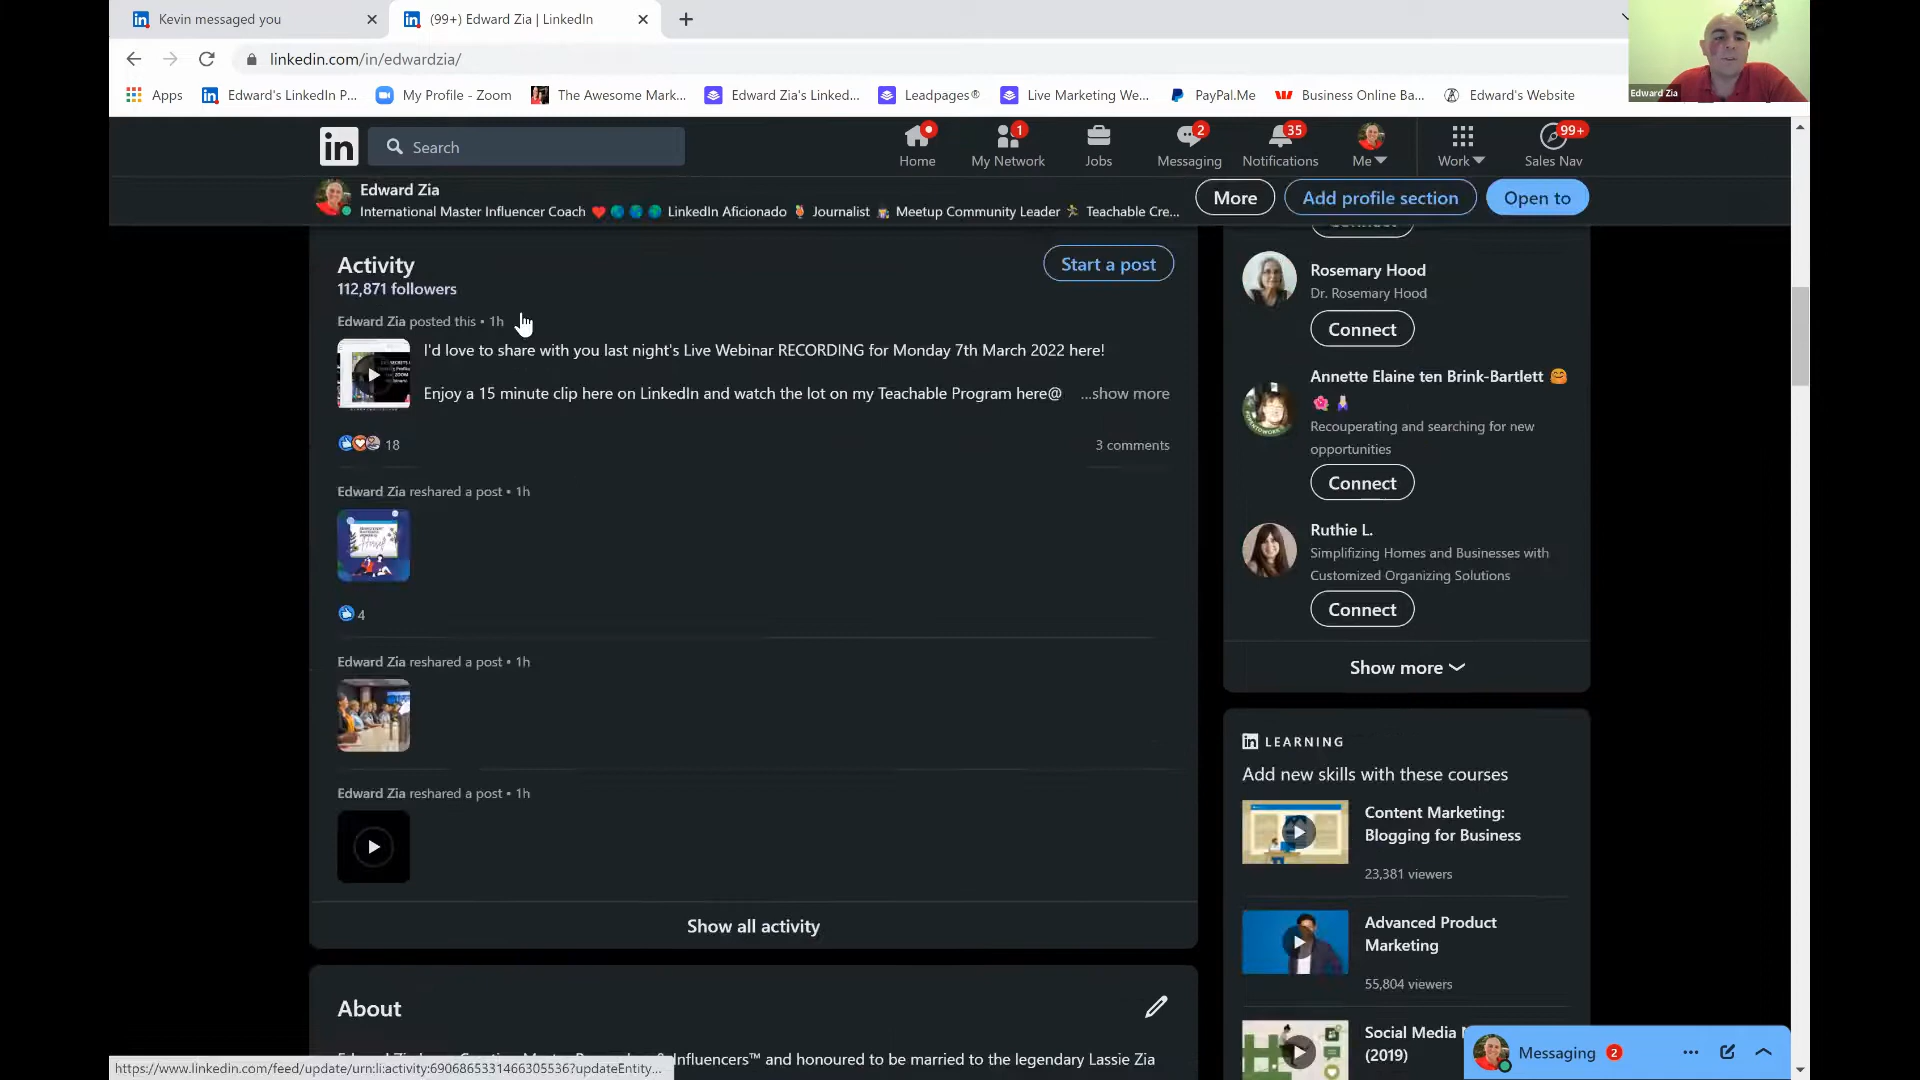 Kevin messaged you
(99+) Edward Zia | LinkedIn
linkedin.com/in/edwardzia/
Apps
Edward's LinkedIn P...
My Profile - Zoom
The Awesome Mark...
Edward Zia's Linked...
Leadpages®
Live Marketing We...
PayPal.Me
Business Online Ba...
Edward's Website
Edward Zia
in
Search
Home
1
My Network
Jobs
2
Messaging
35
Notifications
Me
Work
99+
Sales Nav
Edward Zia
International Master Influencer Coach ❤️🌏🌏🌏 LinkedIn Aficionado Journalist Meetup Community Leader Teachable Cre...
More
Add profile section
Open to
Activity
112,871 followers
Start a post
Edward Zia posted this • 1h
I'd love to share with you last night's Live Webinar RECORDING for Monday 7th March 2022 here!
Enjoy a 15 minute clip here on LinkedIn and watch the lot on my Teachable Program here@ ...show more
18
3 comments
Edward Zia reshared a post • 1h
4
Edward Zia reshared a post • 1h
Edward Zia reshared a post • 1h
Show all activity
About
Influencers™ and honoured to be married to the legendary Lassie Zia
https://www.linkedin.com/feed/update/urn:li:activity:6906865331466305536?updateEntity...
Rosemary Hood
Dr. Rosemary Hood
Connect
Annette Elaine ten Brink-Bartlett 🤗
Recouperating and searching for new
opportunities
Connect
Ruthie L.
Simplifizing Homes and Businesses with
Customized Organizing Solutions
Connect
Show more
in LEARNING
Add new skills with these courses
Content Marketing:
Blogging for Business
23,381 viewers
Advanced Product
Marketing
55,804 viewers
Social Media
(2019)
Messaging 2